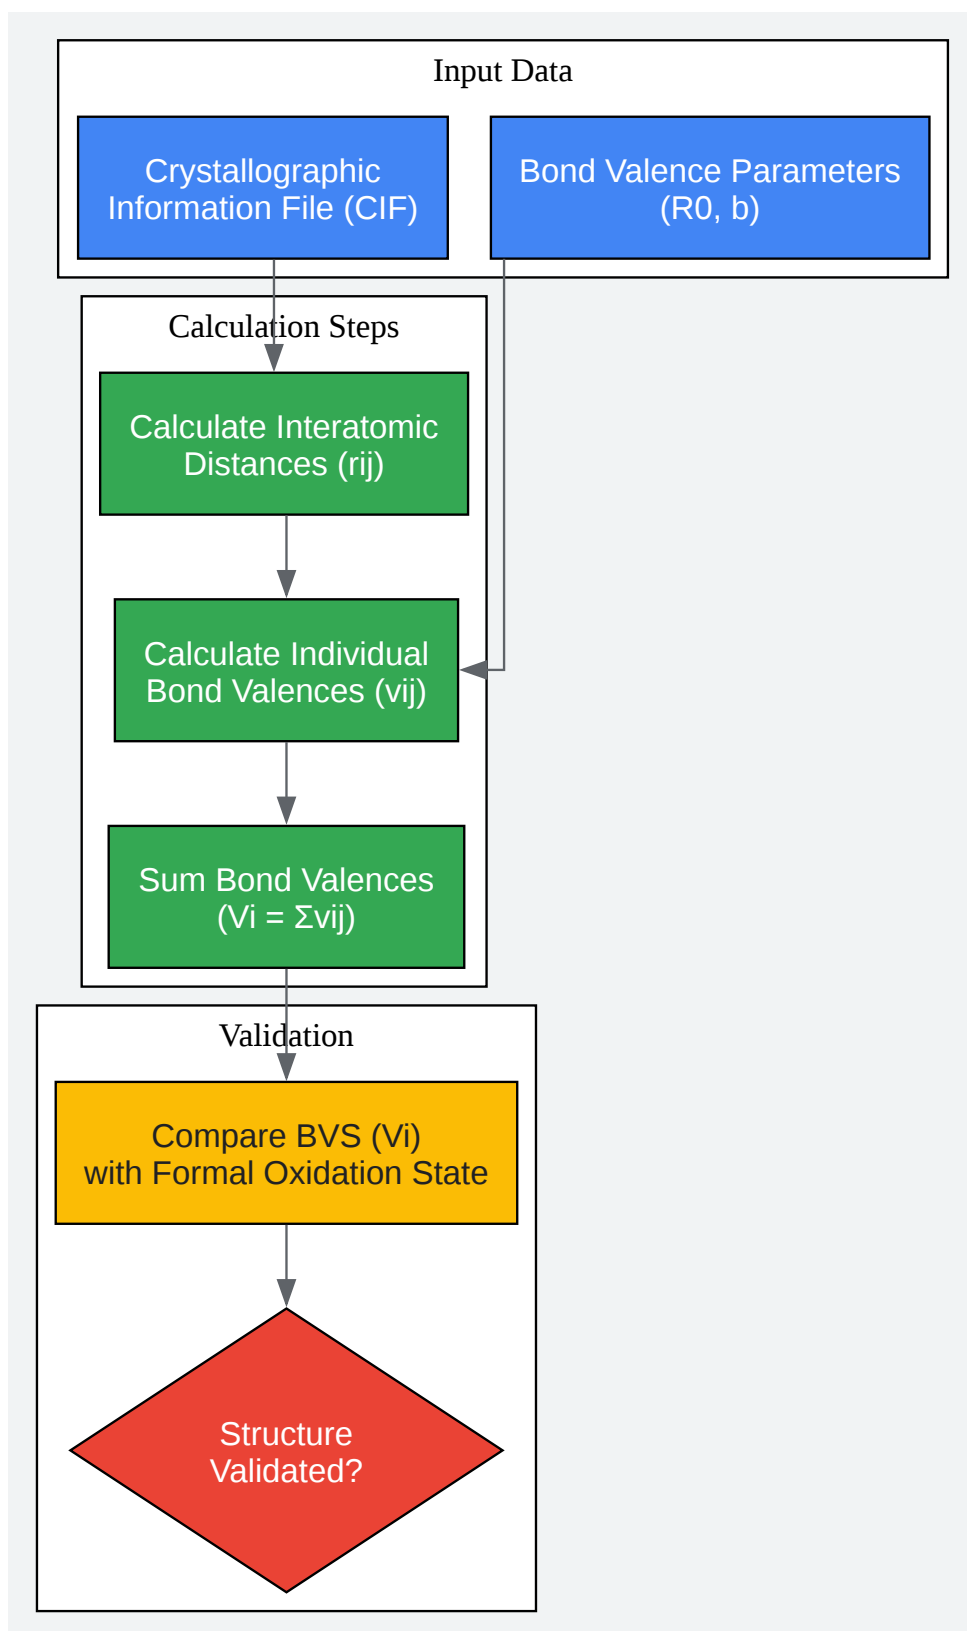 Input Data
Crystallographic
Information File (CIF)
Bond Valence Parameters
(R0, b)
Calculation Steps
Calculate Interatomic
Distances (rij)
Calculate Individual
Bond Valences (vij)
Sum Bond Valences
(Vi = Σvij)
Validation
Compare BVS (Vi)
with Formal Oxidation State
Structure
Validated?